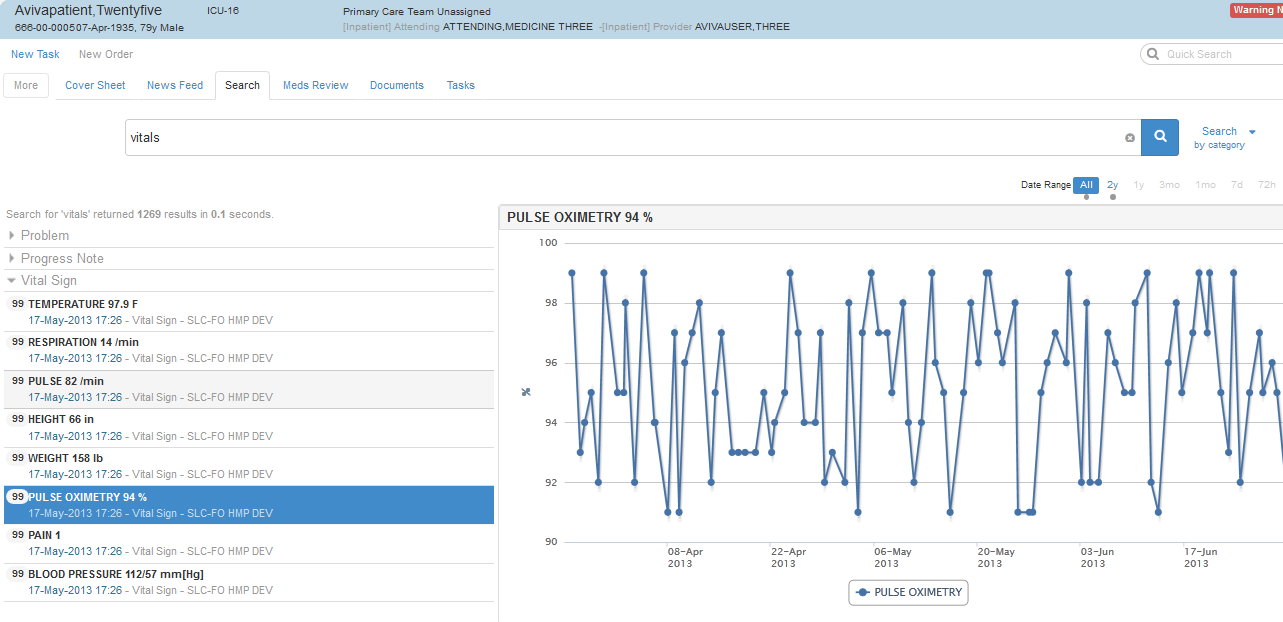 Avivapatient,Twentyfive ICU-16 Primary Care Team Unassigned Warning N
666-00-000507-Apr-1935, 79y Male [Inpatient] Attending ATTENDING,MEDICINE THREE -[Inpatient] Provider AVIVAUSER,THREE
New Task New Order Quick Search
More Cover Sheet News Feed Search Meds Review Documents Tasks
vitals Search
by category
Date Range All 2y 1y 3mo 1mo 7d 72h
Search for 'vitals' returned 1269 results in 0.1 seconds.
Problem
Progress Note
Vital Sign
99 TEMPERATURE 97.9 F
17-May-2013 17:26 - Vital Sign - SLC-FO HMP DEV
99 RESPIRATION 14 /min
17-May-2013 17:26 - Vital Sign - SLC-FO HMP DEV
99 PULSE 82 /min
17-May-2013 17:26 - Vital Sign - SLC-FO HMP DEV
99 HEIGHT 66 in
17-May-2013 17:26 - Vital Sign - SLC-FO HMP DEV
99 WEIGHT 158 lb
17-May-2013 17:26 - Vital Sign - SLC-FO HMP DEV
99 PULSE OXIMETRY 94 %
17-May-2013 17:26 - Vital Sign - SLC-FO HMP DEV
99 PAIN 1
17-May-2013 17:26 - Vital Sign - SLC-FO HMP DEV
99 BLOOD PRESSURE 112/57 mm[Hg]
17-May-2013 17:26 - Vital Sign - SLC-FO HMP DEV
PULSE OXIMETRY 94 %
100
98
96
%
94
92
90
08-Apr 22-Apr 06-May 20-May 03-Jun 17-Jun
2013 2013 2013 2013 2013 2013
PULSE OXIMETRY